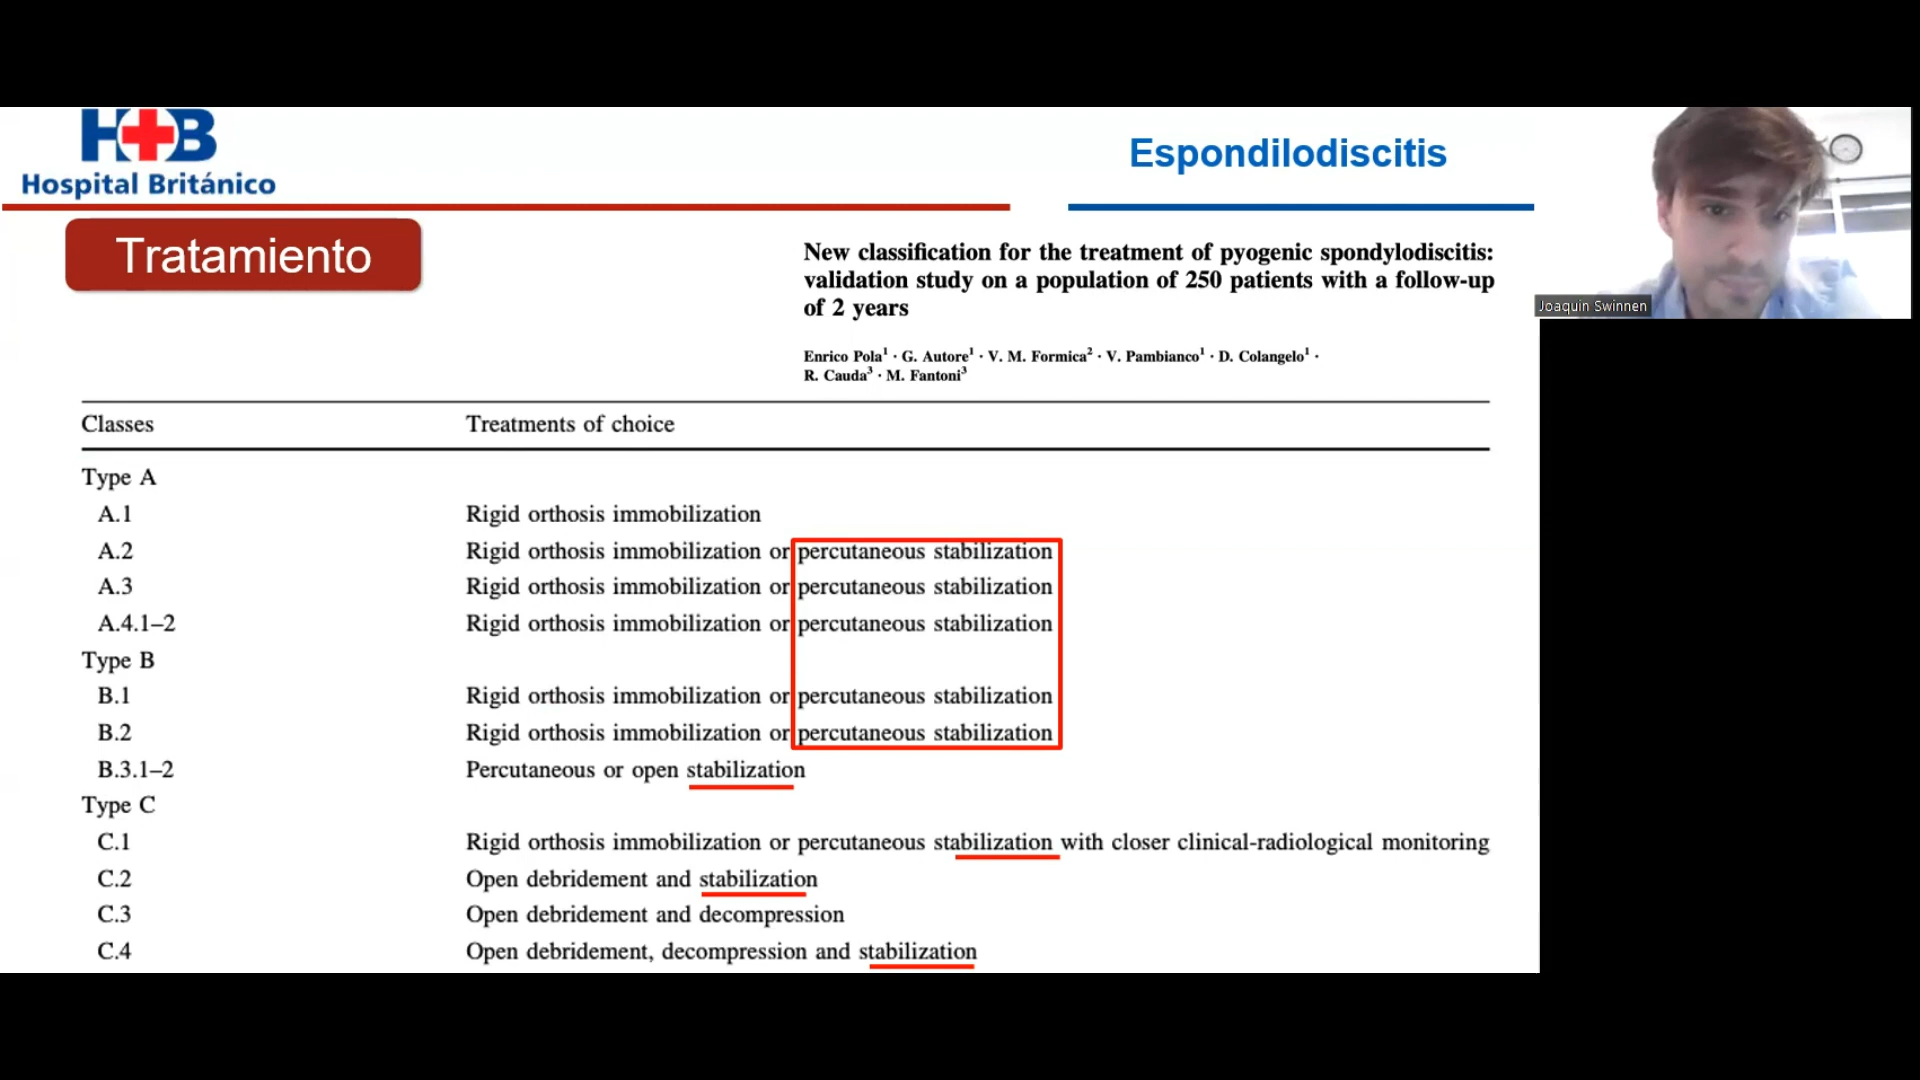 H+B
Hospital Británico
Espondilodiscitis
Tratamiento
New classification for the treatment of pyogenic spondylodiscitis:
validation study on a population of 250 patients with a follow-up
of 2 years
Enrico Pola1 · G. Autore1 · V. M. Formica2 · V. Pambianco1 · D. Colangelo1 ·
R. Cauda3 · M. Fantoni3
Joaquin Swinnen
Classes Treatments of choice
Type A
A.1 Rigid orthosis immobilization
A.2 Rigid orthosis immobilization or percutaneous stabilization
A.3 Rigid orthosis immobilization or percutaneous stabilization
A.4.1–2 Rigid orthosis immobilization or percutaneous stabilization
Type B
B.1 Rigid orthosis immobilization or percutaneous stabilization
B.2 Rigid orthosis immobilization or percutaneous stabilization
B.3.1–2 Percutaneous or open stabilization
Type C
C.1 Rigid orthosis immobilization or percutaneous stabilization with closer clinical-radiological monitoring
C.2 Open debridement and stabilization
C.3 Open debridement and decompression
C.4 Open debridement, decompression and stabilization